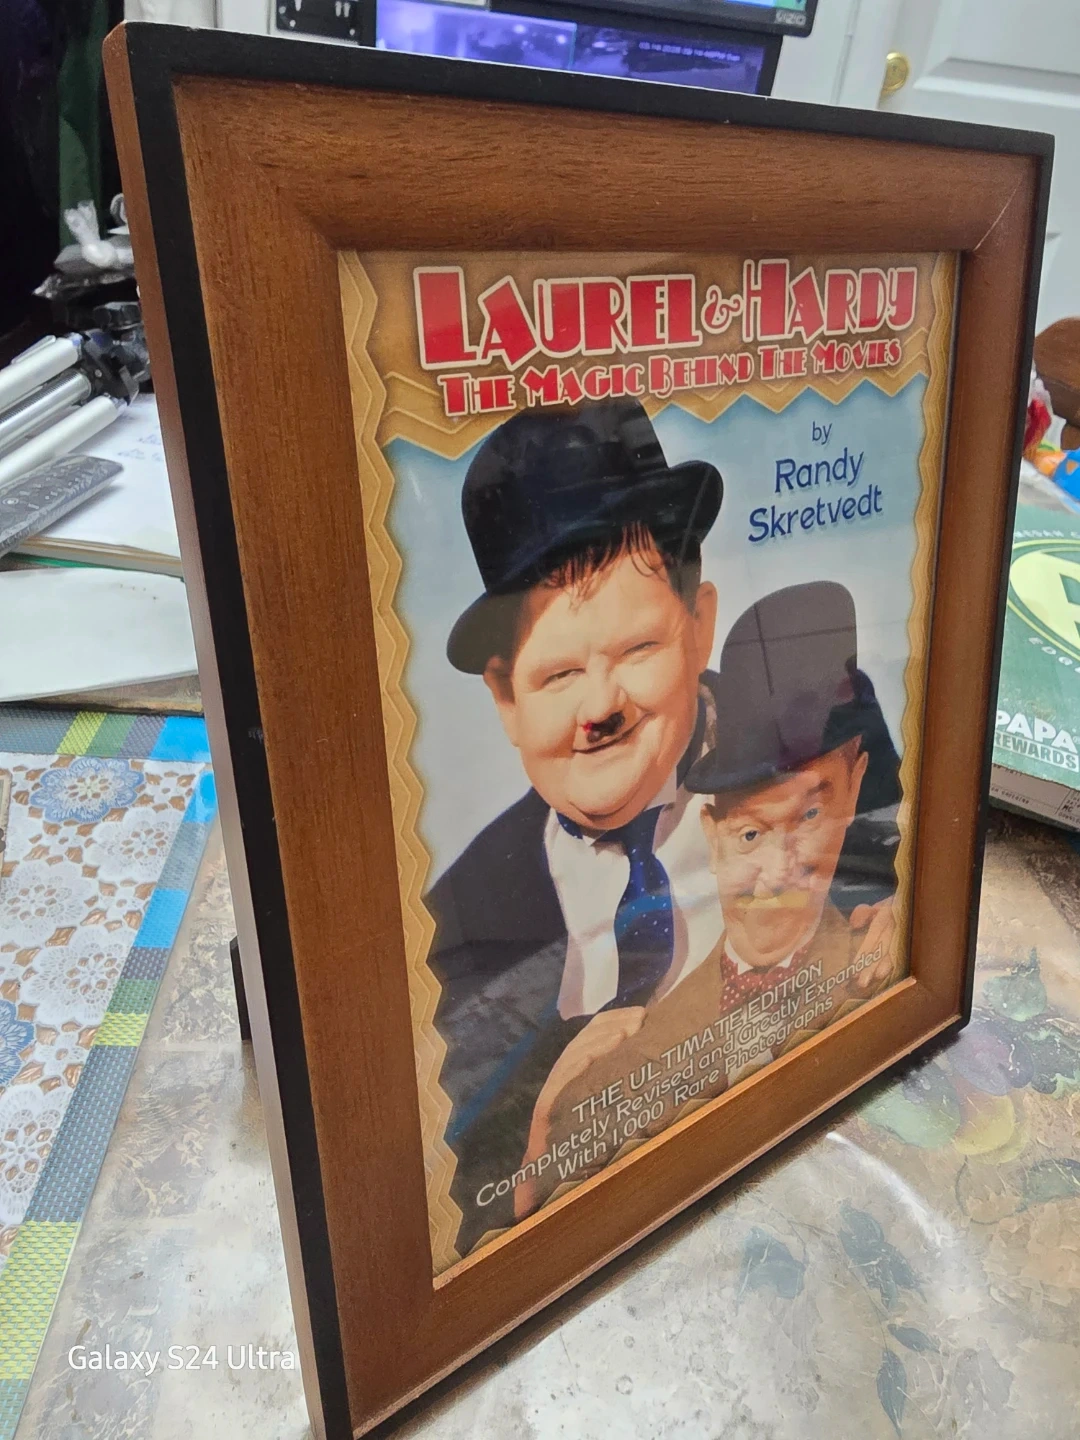 VIZIO
LAUREL & HARDY
THE MAGIC BEHIND THE MOVIES
by
Randy
Skretvedt
THE ULTIMATE EDITION
Completely Revised and Greatly Expanded
With 1,000 Rare Photographs
PAPA
REWARDS
Galaxy S24 Ultra